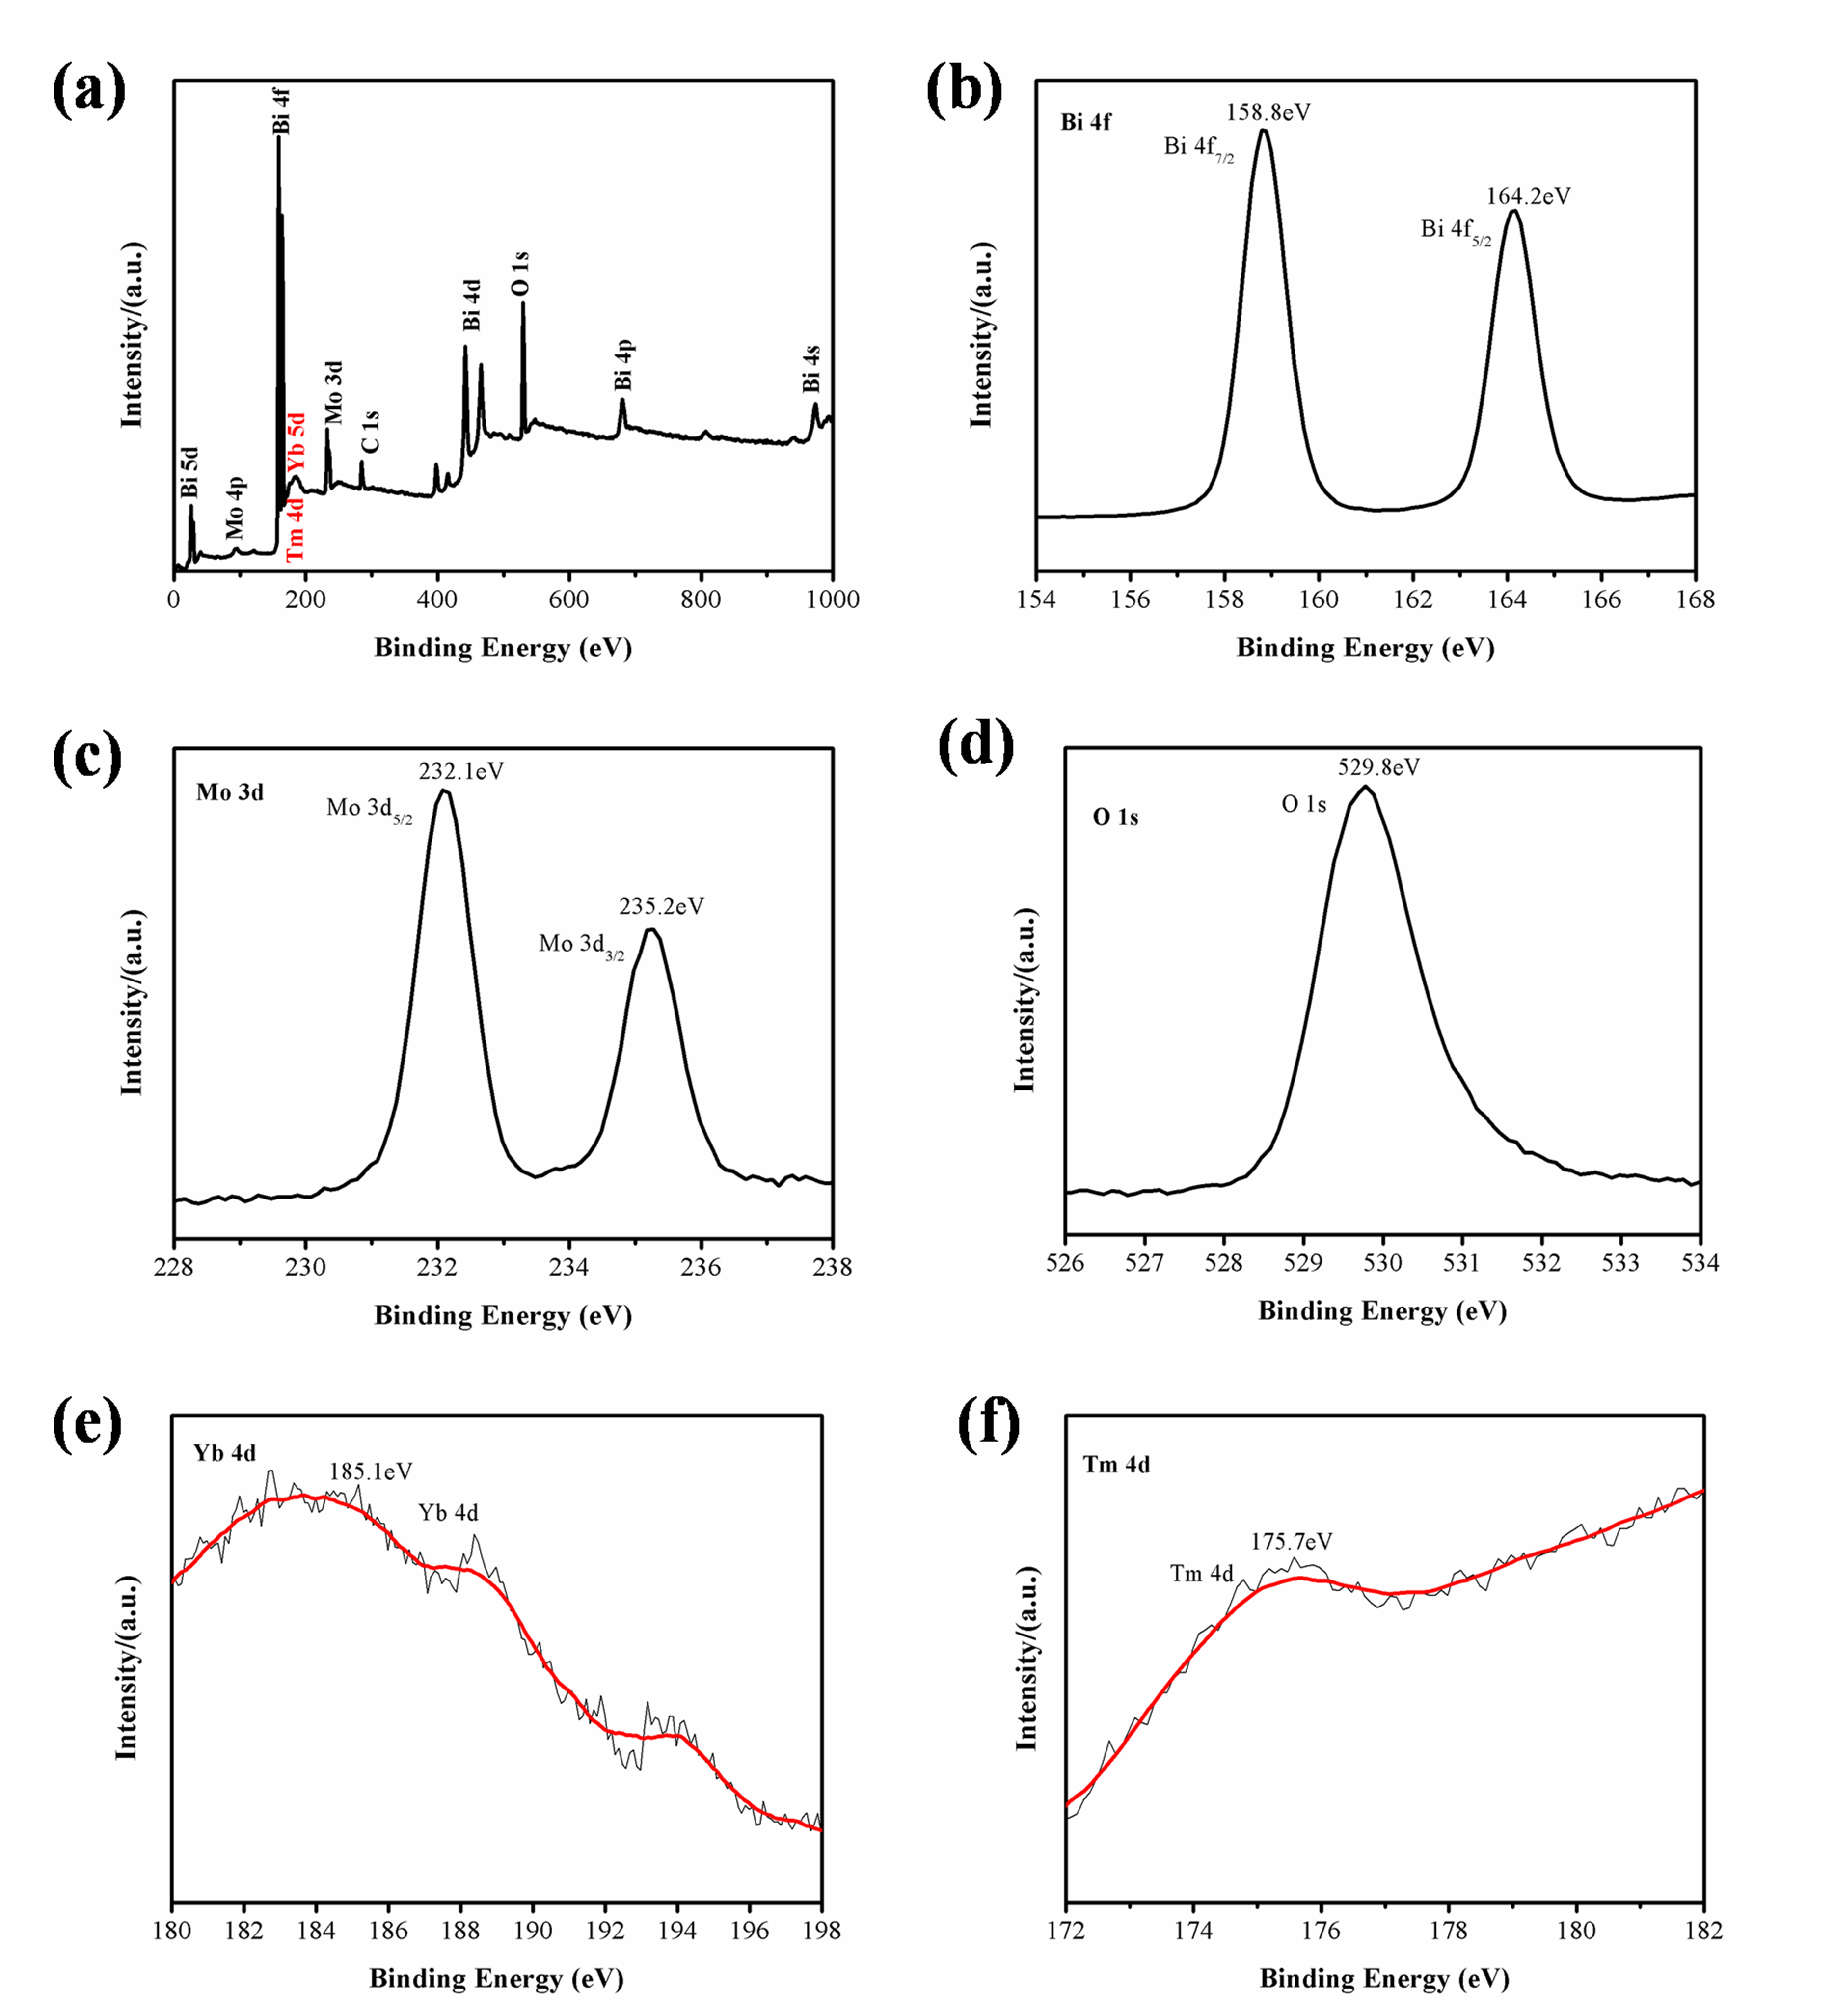 (a)
Bi 5d
Mo 4p
Bi 4f
Tm 4d
Yb 5d
Mo 3d
C 1s
Bi 4d
O 1s
Bi 4p
Bi 4s
Intensity/(a.u.)
0 200 400 600 800 1000
Binding Energy (eV)
(b)
Bi 4f
158.8eV
Bi 4f7/2
164.2eV
Bi 4f5/2
Intensity/(a.u.)
154 156 158 160 162 164 166 168
Binding Energy (eV)
(c)
Mo 3d
232.1eV
Mo 3d5/2
235.2eV
Mo 3d3/2
Intensity/(a.u.)
228 230 232 234 236 238
Binding Energy (eV)
(d)
529.8eV
O 1s
O 1s
Intensity/(a.u.)
526 527 528 529 530 531 532 533 534
Binding Energy (eV)
(e)
Yb 4d
185.1eV
Yb 4d
Intensity/(a.u.)
180 182 184 186 188 190 192 194 196 198
Binding Energy (eV)
(f)
Tm 4d
175.7eV
Tm 4d
Intensity/(a.u.)
172 174 176 178 180 182
Binding Energy (eV)